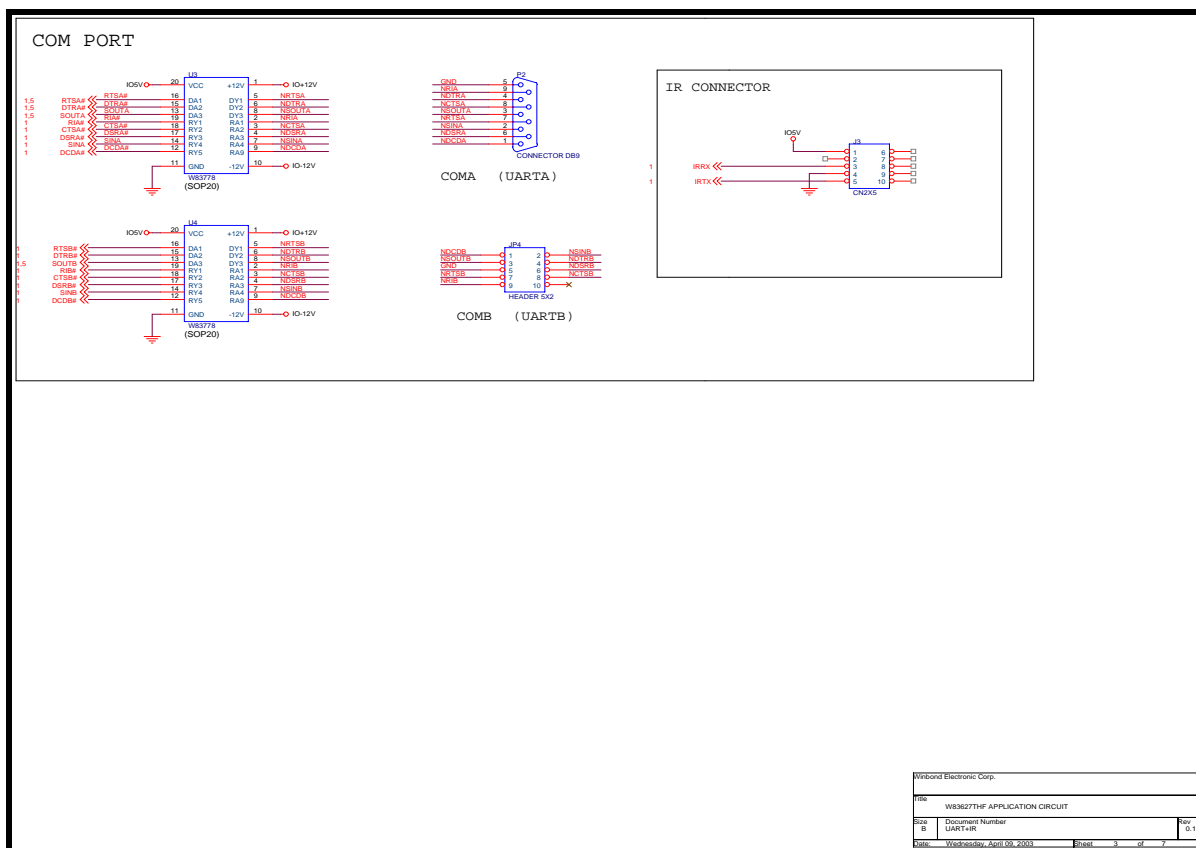 COM PORT
U3
IO5V 20 VCC +12V 1 IO+12V
1,5 RTSA# RTSA# 16 DA1 DY1 5 NRTSA
1,5 DTRA# DTRA# 15 DA2 DY2 6 NDTRA
1,5 SOUTA SOUTA 13 DA3 DY3 8 NSOUTA
1 RIA# RIA# 19 RY1 RA1 2 NRIA
1 CTSA# CTSA# 18 RY2 RA2 3 NCTSA
1 DSRA# DSRA# 17 RY3 RA3 4 NDSRA
1 SINA SINA 14 RY4 RA4 7 NSINA
1 DCDA# DCDA# 12 RY5 RA9 9 NDCDA
11 GND -12V 10 IO-12V
W83778
(SOP20)
P2
GND 5
NRIA 9
NDTRA 4
NCTSA 8
NSOUTA 3
NRTSA 7
NSINA 2
NDSRA 6
NDCDA 1
CONNECTOR DB9
COMA (UARTA)
IR CONNECTOR
IO5V
J3
1 6
2 7
1 IRRX 3 8
4 9
1 IRTX 5 10
CN2X5
U4
IO5V 20 VCC +12V 1 IO+12V
1 RTSB# 16 DA1 DY1 5 NRTSB
1 DTRB# 15 DA2 DY2 6 NDTRB
1,5 SOUTB 13 DA3 DY3 8 NSOUTB
1 RIB# 19 RY1 RA1 2 NRIB
1 CTSB# 18 RY2 RA2 3 NCTSB
1 DSRB# 17 RY3 RA3 4 NDSRB
1 SINB 14 RY4 RA4 7 NSINB
1 DCDB# 12 RY5 RA9 9 NDCDB
11 GND -12V 10 IO-12V
W83778
(SOP20)
JP4
NDCDB 1 2 NSINB
NSOUTB 3 4 NDTRB
GND 5 6 NDSRB
NRTSB 7 8 NCTSB
NRIB 9 10
HEADER 5X2
COMB (UARTB)
Winbond Electronic Corp.
Title
W83627THF APPLICATION CIRCUIT
Size Document Number Rev
B UART+IR 0.1
Date: Wednesday, April 09, 2003 Sheet 3 of 7